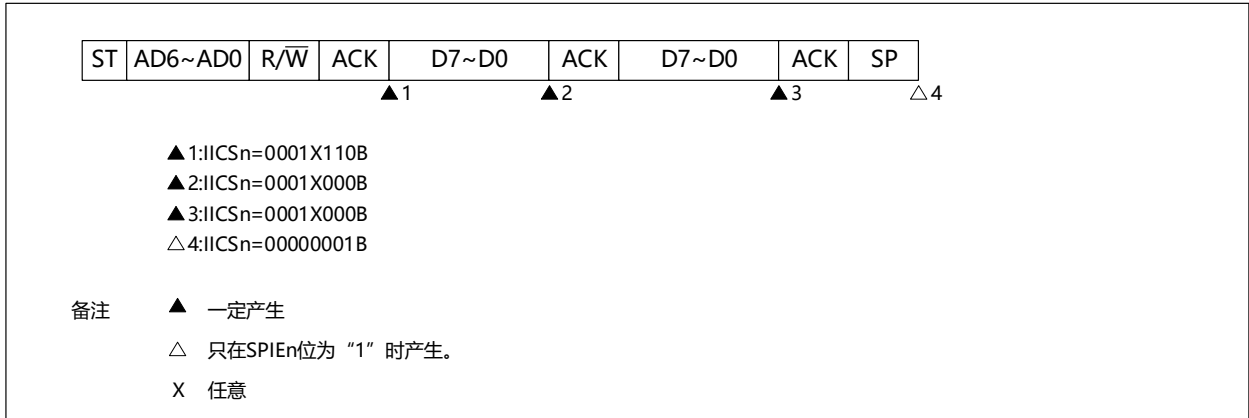 ST AD6~AD0 R/W̅ ACK D7~D0 ACK D7~D0 ACK SP
▲1 ▲2 ▲3 △4
▲1:IICSn=0001X110B
▲2:IICSn=0001X000B
▲3:IICSn=0001X000B
△4:IICSn=00000001B
备注 ▲ 一定产生
△ 只在SPIEn位为“1”时产生。
X 任意